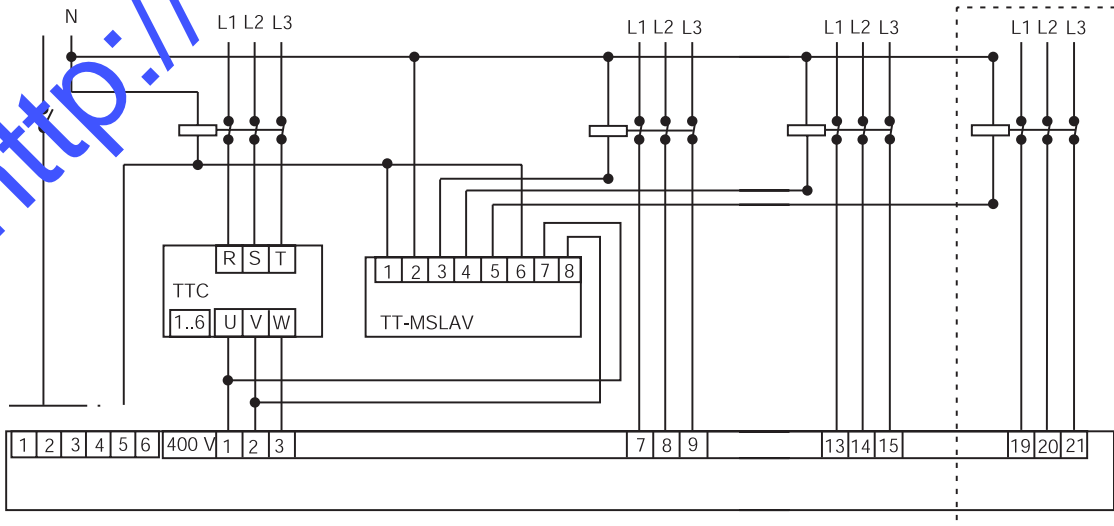 N
L1 L2 L3
L1 L2 L3
L1 L2 L3
L1 L2 L3
http://
R S T
TTC
1..6 U V W
1 2 3 4 5 6 7 8
TT-MSLAV
1 2 3 4 5 6 400 V 1 2 3 7 8 9 13 14 15 19 20 21